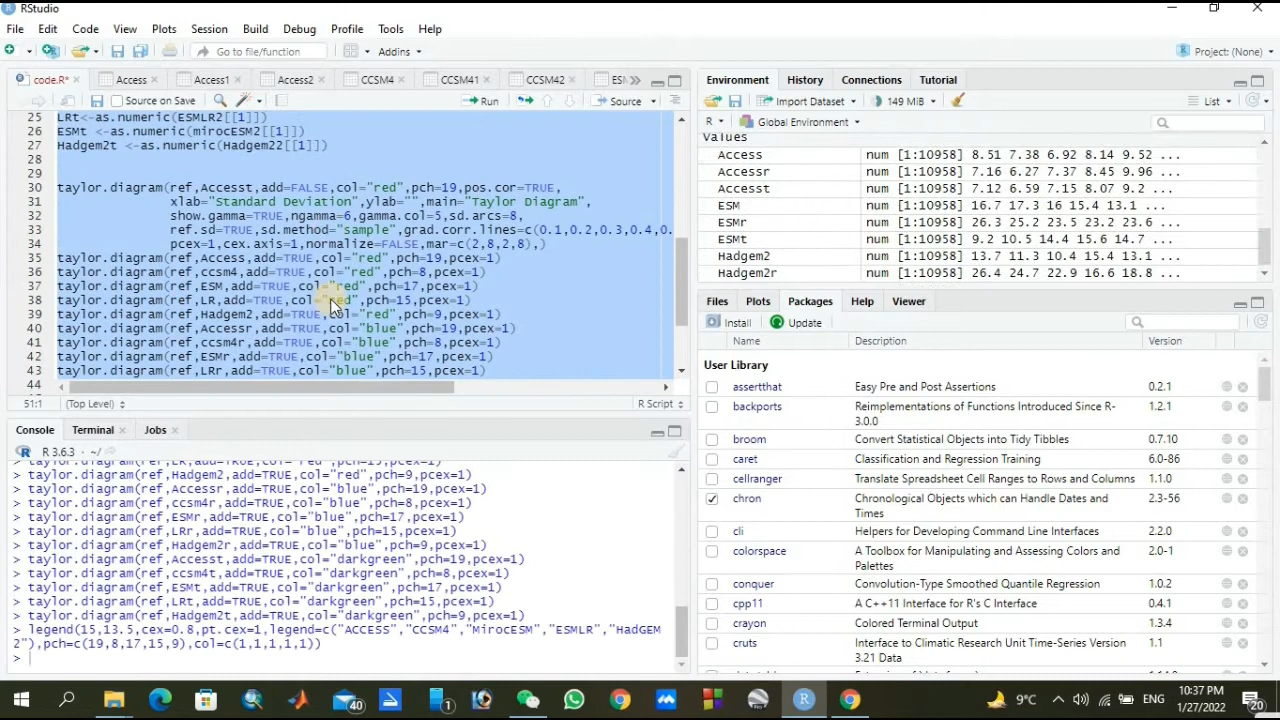 RStudio
File Edit Code View Plots Session Build Debug Profile Tools Help
Go to file/function Addins Project: (None)
code.R* Access Access1 Access2 CCSM4 CCSM41 CCSM42 ESM
Source on Save Run Source
25 LRt<-as.numeric(ESMLR2[[1]])
26 ESMt <-as.numeric(mirocESM2[[1]])
27 Hadgem2t <-as.numeric(Hadgem22[[1]])
28
29
30 taylor.diagram(ref,Accesst,add=FALSE,col="red",pch=19,pos.cor=TRUE,
31 xlab="Standard Deviation",ylab="",main="Taylor Diagram",
32 show.gamma=TRUE,ngamma=6,gamma.col=5,sd.arcs=8,
33 ref.sd=TRUE,sd.method="sample",grad.corr.lines=c(0.1,0.2,0.3,0.4,0.
34 pcex=1,cex.axis=1,normalize=FALSE,mar=c(2,8,2,8),)
35 taylor.diagram(ref,Access,add=TRUE,col="red",pch=19,pcex=1)
36 taylor.diagram(ref,ccsm4,add=TRUE,col="red",pch=8,pcex=1)
37 taylor.diagram(ref,ESM,add=TRUE,col="red",pch=17,pcex=1)
38 taylor.diagram(ref,LR,add=TRUE,col="red",pch=15,pcex=1)
39 taylor.diagram(ref,Hadgem2,add=TRUE,col="red",pch=9,pcex=1)
40 taylor.diagram(ref,Accessr,add=TRUE,col="blue",pch=19,pcex=1)
41 taylor.diagram(ref,ccsm4r,add=TRUE,col="blue",pch=8,pcex=1)
42 taylor.diagram(ref,ESMr,add=TRUE,col="blue",pch=17,pcex=1)
43 taylor.diagram(ref,LRr,add=TRUE,col="blue",pch=15,pcex=1)
44
51:1 (Top Level) R Script
Console Terminal Jobs
R 3.6.3 · ~/
> taylor.diagram(ref,LR,add=TRUE,col="red",pch=15,pcex=1)
> taylor.diagram(ref,Hadgem2,add=TRUE,col="red",pch=9,pcex=1)
> taylor.diagram(ref,Accessr,add=TRUE,col="blue",pch=19,pcex=1)
> taylor.diagram(ref,ccsm4r,add=TRUE,col="blue",pch=8,pcex=1)
> taylor.diagram(ref,ESMr,add=TRUE,col="blue",pch=17,pcex=1)
> taylor.diagram(ref,LRr,add=TRUE,col="blue",pch=15,pcex=1)
> taylor.diagram(ref,Hadgem2r,add=TRUE,col="blue",pch=9,pcex=1)
> taylor.diagram(ref,Accesst,add=TRUE,col="darkgreen",pch=19,pcex=1)
> taylor.diagram(ref,ccsm4t,add=TRUE,col="darkgreen",pch=8,pcex=1)
> taylor.diagram(ref,ESMt,add=TRUE,col="darkgreen",pch=17,pcex=1)
> taylor.diagram(ref,LRt,add=TRUE,col="darkgreen",pch=15,pcex=1)
> taylor.diagram(ref,Hadgem2t,add=TRUE,col="darkgreen",pch=9,pcex=1)
> legend(15,13.5,cex=0.8,pt.cex=1,legend=c("ACCESS","CCSM4","MirocESM","ESMLR","HadGEM
2"),pch=c(19,8,17,15,9),col=c(1,1,1,1,1))
>
Environment History Connections Tutorial
Import Dataset 149 MiB List
R Global Environment
Values
Access num [1:10958] 8.51 7.38 6.92 8.14 9.52 ...
Accessr num [1:10958] 7.16 6.27 7.37 8.45 9.96 ...
Accesst num [1:10958] 7.12 6.59 7.15 8.07 9.2 ...
ESM num [1:10958] 16.7 17.3 16 15.4 13.1 ...
ESMr num [1:10958] 26.3 25.2 23.5 23.2 23.6 ...
ESMt num [1:10958] 9.2 10.5 14.4 15.6 14.7 ...
Hadgem2 num [1:10958] 13.7 11.3 10.4 15.4 13.1 ...
Hadgem2r num [1:10958] 26.4 24.7 22.9 16.6 18.8 ...
Files Plots Packages Help Viewer
Install Update
Name Description Version
User Library
assertthat Easy Pre and Post Assertions 0.2.1
backports Reimplementations of Functions Introduced Since R-
3.0.0 1.2.1
broom Convert Statistical Objects into Tidy Tibbles 0.7.10
caret Classification and Regression Training 6.0-86
cellranger Translate Spreadsheet Cell Ranges to Rows and Columns 1.1.0
chron Chronological Objects which can Handle Dates and
Times 2.3-56
cli Helpers for Developing Command Line Interfaces 2.2.0
colorspace A Toolbox for Manipulating and Assessing Colors and
Palettes 2.0-1
conquer Convolution-Type Smoothed Quantile Regression 1.0.2
cpp11 A C++11 Interface for R's C Interface 0.4.1
crayon Colored Terminal Output 1.3.4
cruts Interface to Climatic Research Unit Time-Series Version
3.21 Data 1.1
40 1 9°C ENG 10:37 PM
1/27/2022 20